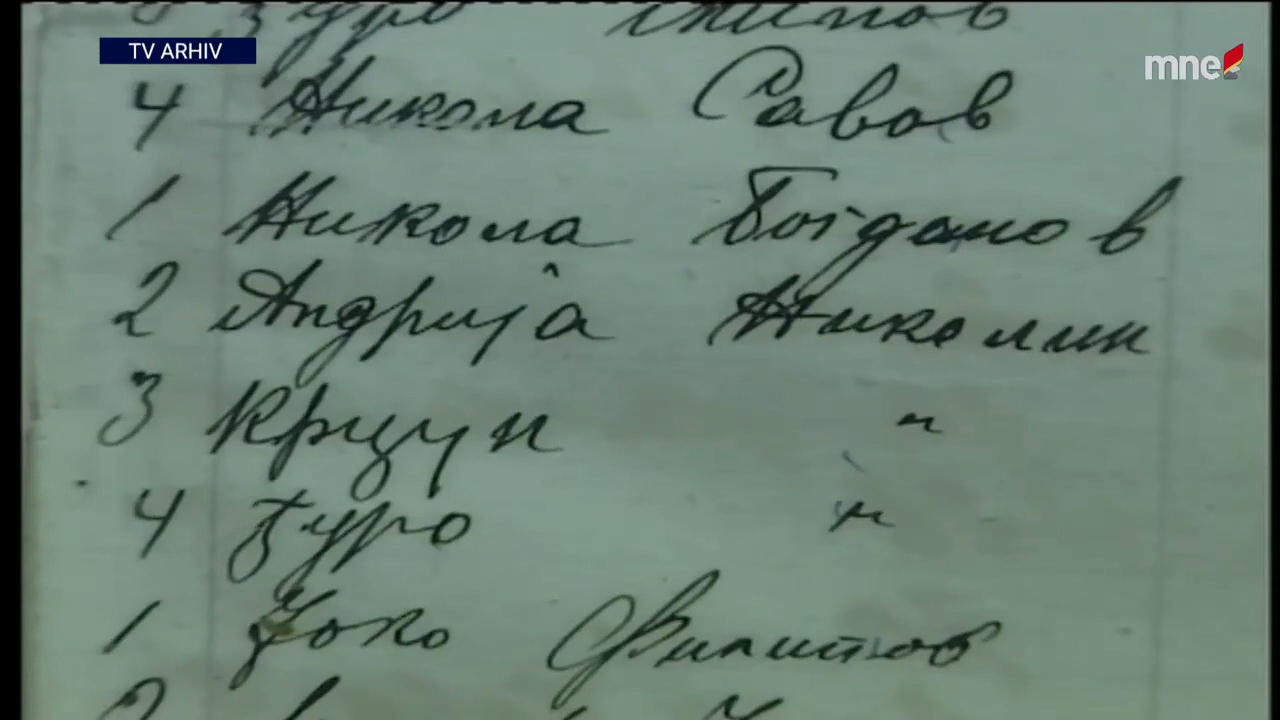 TV ARHIV
mne
Ђуро
4 Никола Савов
1 Никола Богданов
2 Андрија Николин
3 Крцун "
4 Ђуро "
1 Јоко Филипов